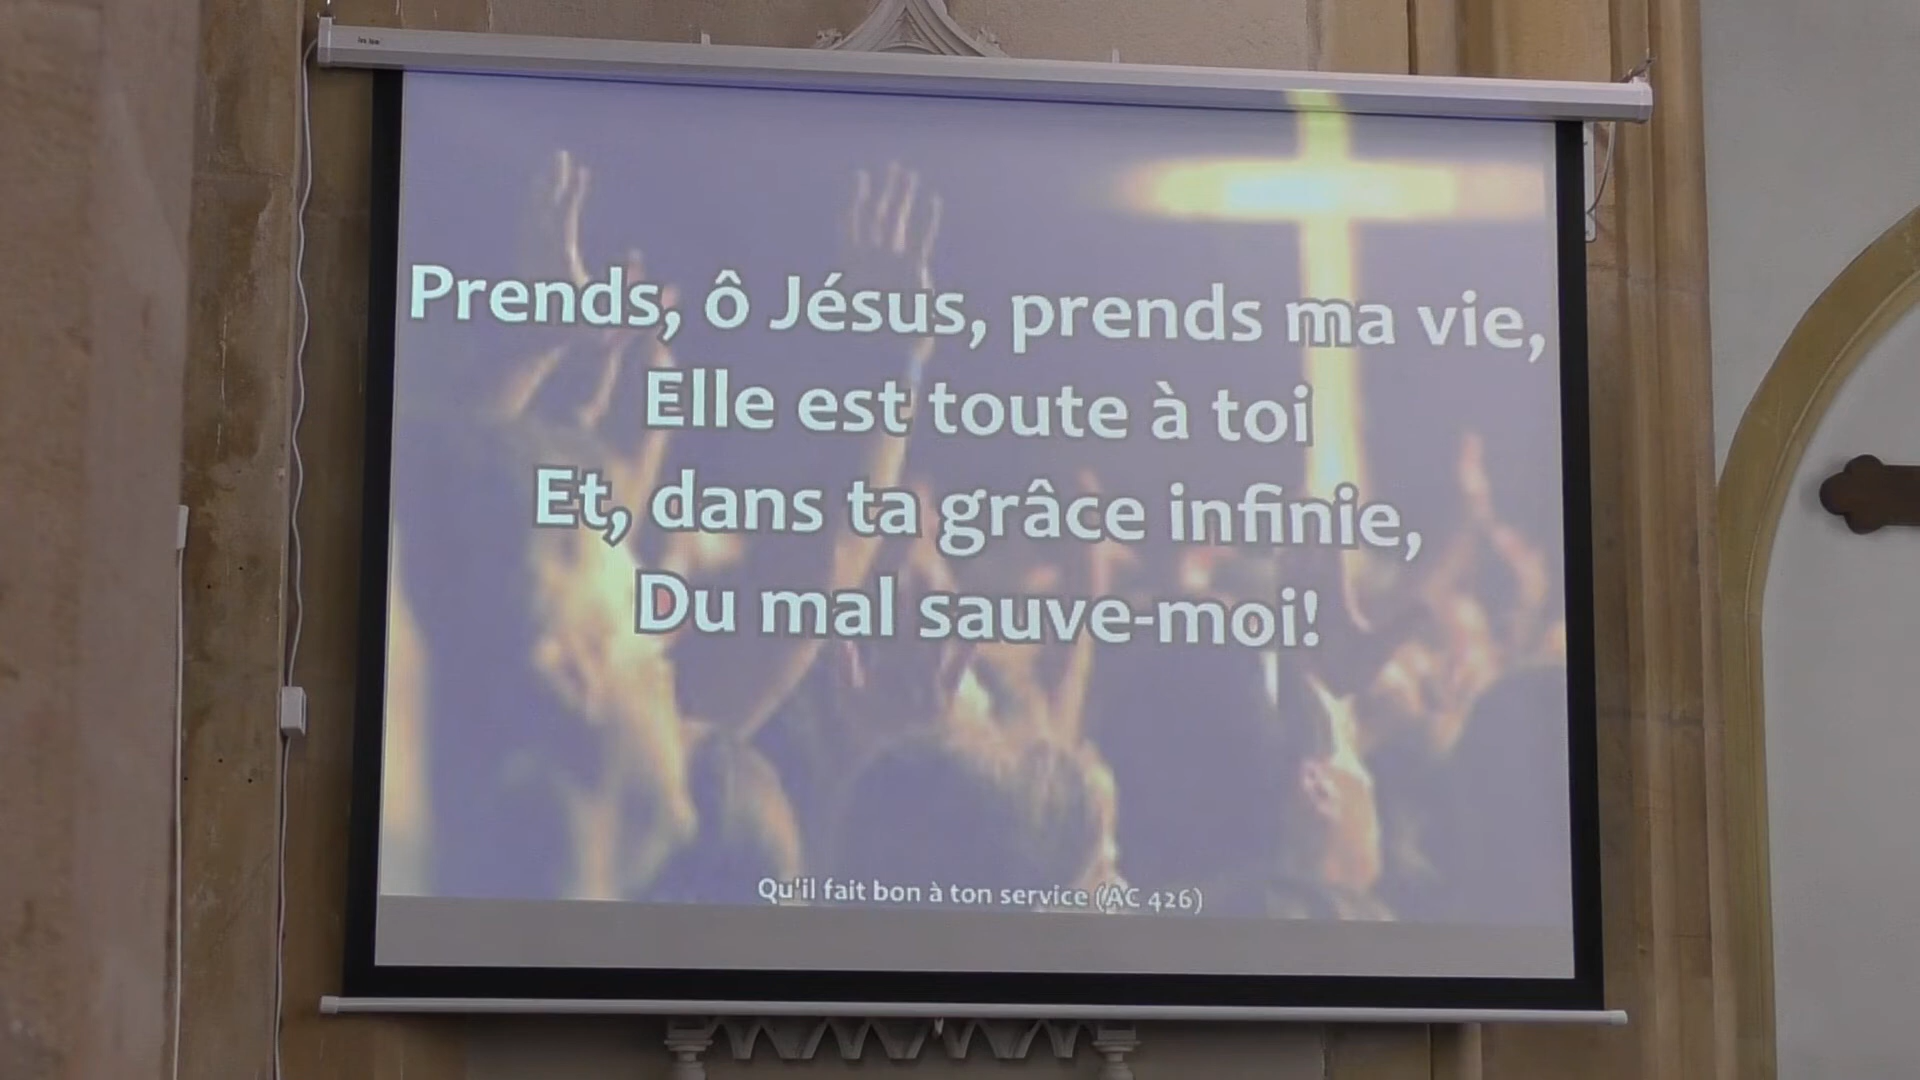 Prends, ô Jésus, prends ma vie,
Elle est toute à toi
Et, dans ta grâce infinie,
Du mal sauve-moi!
Qu'il fait bon à ton service (AC 426)